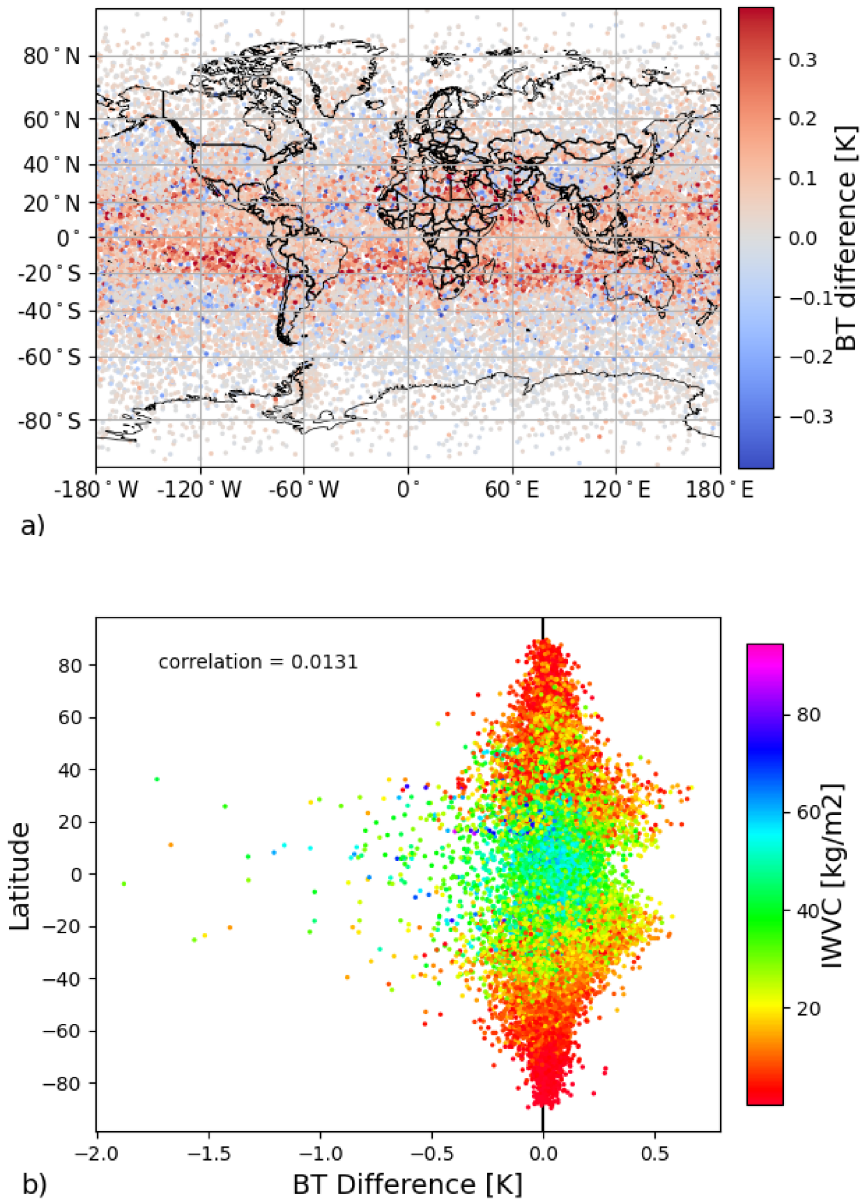 80°N
60°N
40°N
20°N
0°
-20°S
-40°S
-60°S
-80°S
-180°W
-120°W
-60°W
0°
60°E
120°E
180°E
0.3
0.2
0.1
0.0
−0.1
−0.2
−0.3
BT difference [K]
a)
correlation = 0.0131
80
60
40
20
0
−20
−40
−60
−80
Latitude
−2.0
−1.5
−1.0
−0.5
0.0
0.5
BT Difference [K]
80
60
40
20
IWVC [kg/m2]
b)